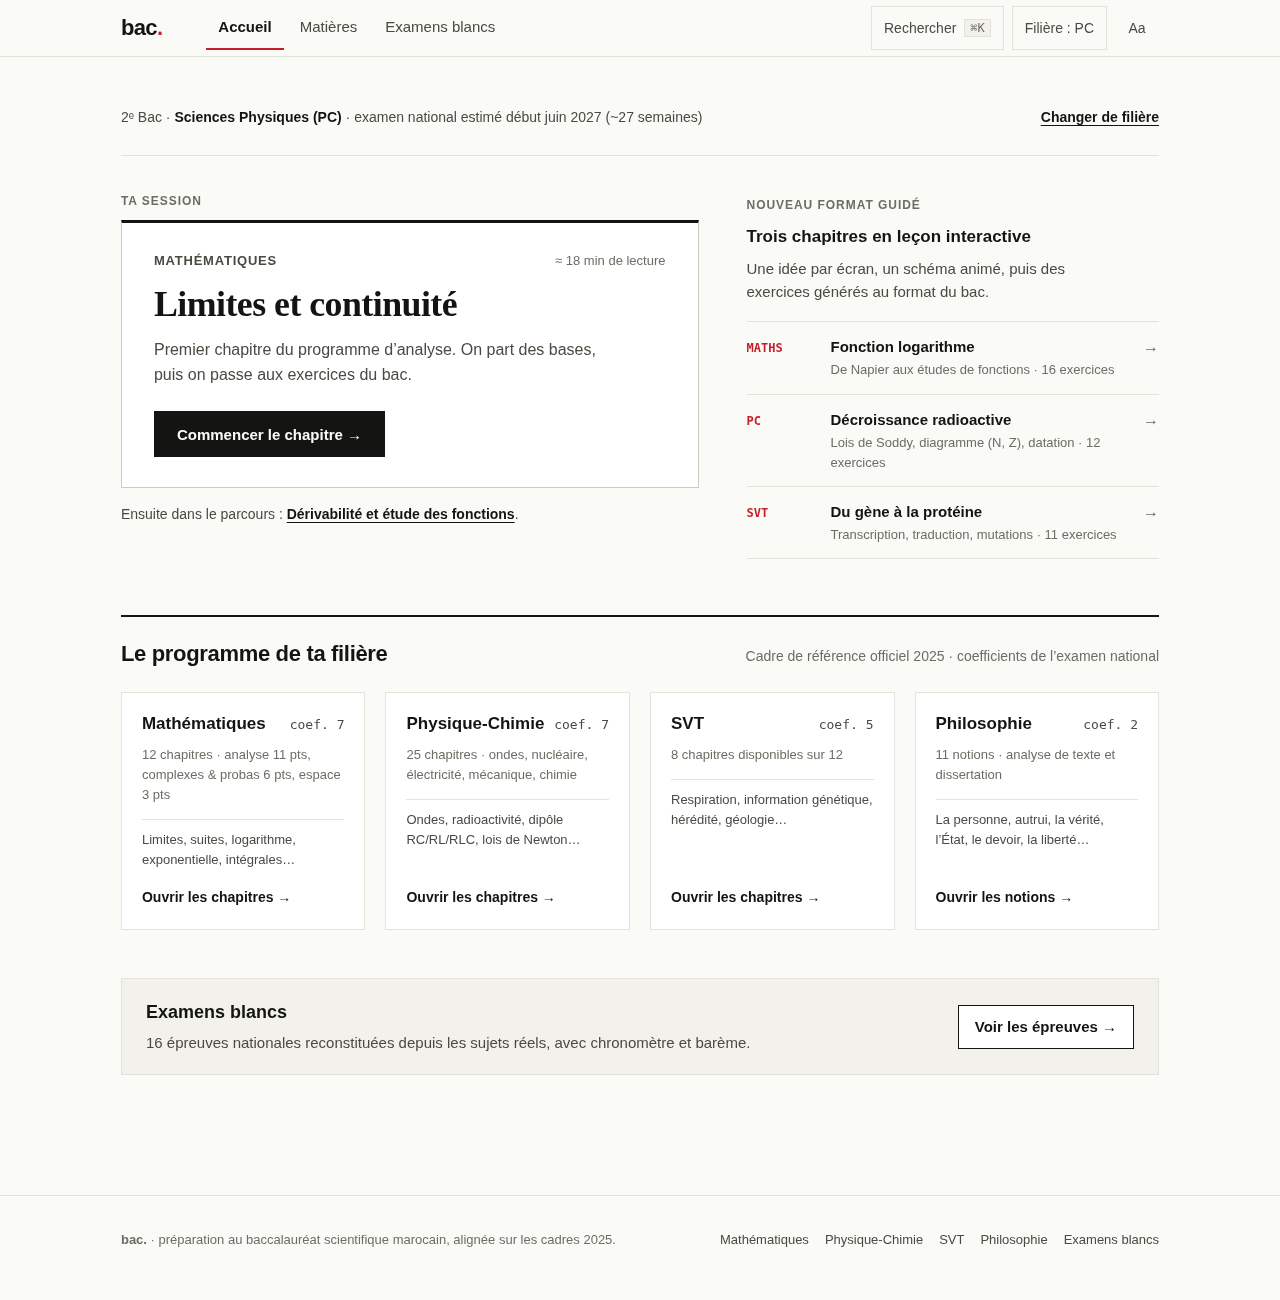 bac.
Accueil
Matières
Examens blancs
Rechercher ⌘K
Filière : PC
Aa
2ᵉ Bac · Sciences Physiques (PC) · examen national estimé début juin 2027 (~27 semaines)
Changer de filière
TA SESSION
MATHÉMATIQUES
≈ 18 min de lecture
Limites et continuité
Premier chapitre du programme d’analyse. On part des bases,
puis on passe aux exercices du bac.
Commencer le chapitre →
Ensuite dans le parcours : Dérivabilité et étude des fonctions.
NOUVEAU FORMAT GUIDÉ
Trois chapitres en leçon interactive
Une idée par écran, un schéma animé, puis des
exercices générés au format du bac.
MATHS
Fonction logarithme →
De Napier aux études de fonctions · 16 exercices
PC
Décroissance radioactive →
Lois de Soddy, diagramme (N, Z), datation · 12
exercices
SVT
Du gène à la protéine →
Transcription, traduction, mutations · 11 exercices
Le programme de ta filière
Cadre de référence officiel 2025 · coefficients de l’examen national
Mathématiques coef. 7
12 chapitres · analyse 11 pts,
complexes & probas 6 pts, espace
3 pts
Limites, suites, logarithme,
exponentielle, intégrales…
Ouvrir les chapitres →
Physique-Chimie coef. 7
25 chapitres · ondes, nucléaire,
électricité, mécanique, chimie
Ondes, radioactivité, dipôle
RC/RL/RLC, lois de Newton…
Ouvrir les chapitres →
SVT coef. 5
8 chapitres disponibles sur 12
Respiration, information génétique,
hérédité, géologie…
Ouvrir les chapitres →
Philosophie coef. 2
11 notions · analyse de texte et
dissertation
La personne, autrui, la vérité,
l’État, le devoir, la liberté…
Ouvrir les notions →
Examens blancs
16 épreuves nationales reconstituées depuis les sujets réels, avec chronomètre et barème.
Voir les épreuves →
bac. · préparation au baccalauréat scientifique marocain, alignée sur les cadres 2025.
Mathématiques
Physique-Chimie
SVT
Philosophie
Examens blancs